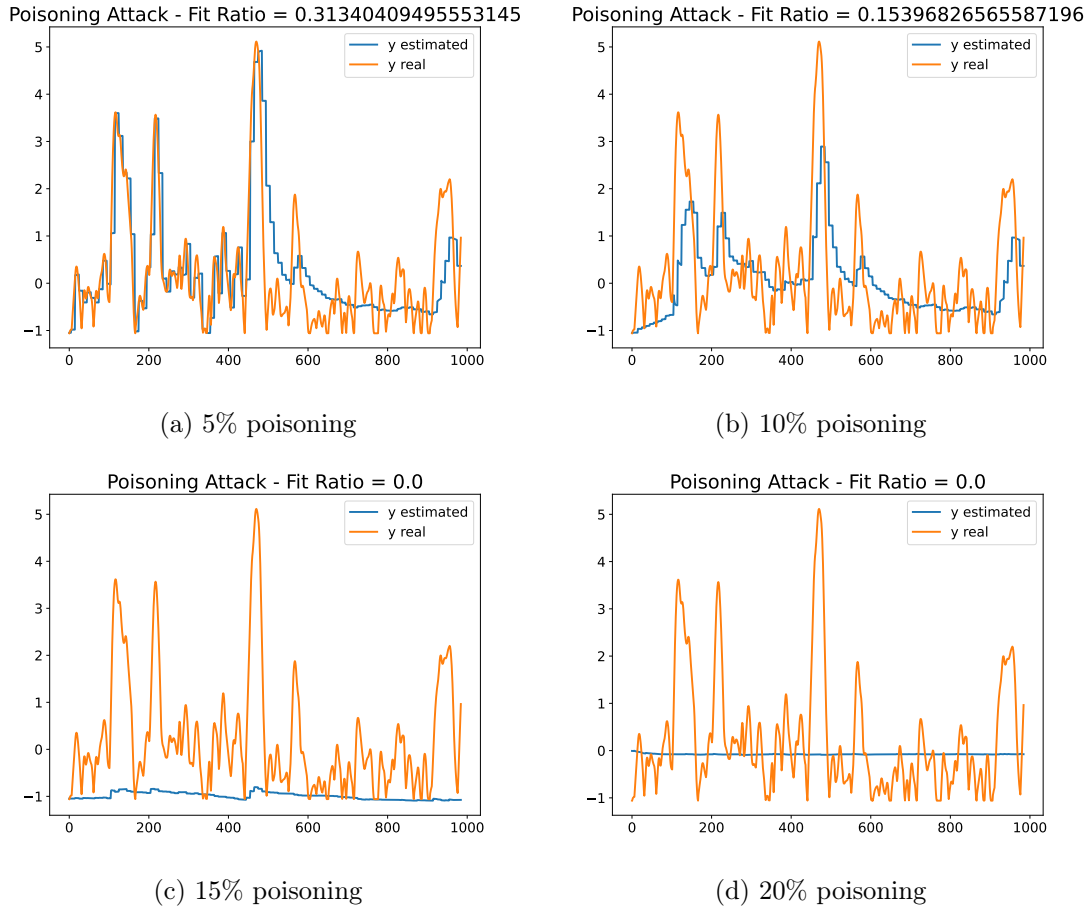 Poisoning Attack - Fit Ratio = 0.31340409495553145
y estimated
y real
5
4
3
2
1
0
−1
0 200 400 600 800 1000
(a) 5% poisoning
Poisoning Attack - Fit Ratio = 0.15396826565587196
y estimated
y real
5
4
3
2
1
0
−1
0 200 400 600 800 1000
(b) 10% poisoning
Poisoning Attack - Fit Ratio = 0.0
y estimated
y real
5
4
3
2
1
0
−1
0 200 400 600 800 1000
(c) 15% poisoning
Poisoning Attack - Fit Ratio = 0.0
y estimated
y real
5
4
3
2
1
0
−1
0 200 400 600 800 1000
(d) 20% poisoning